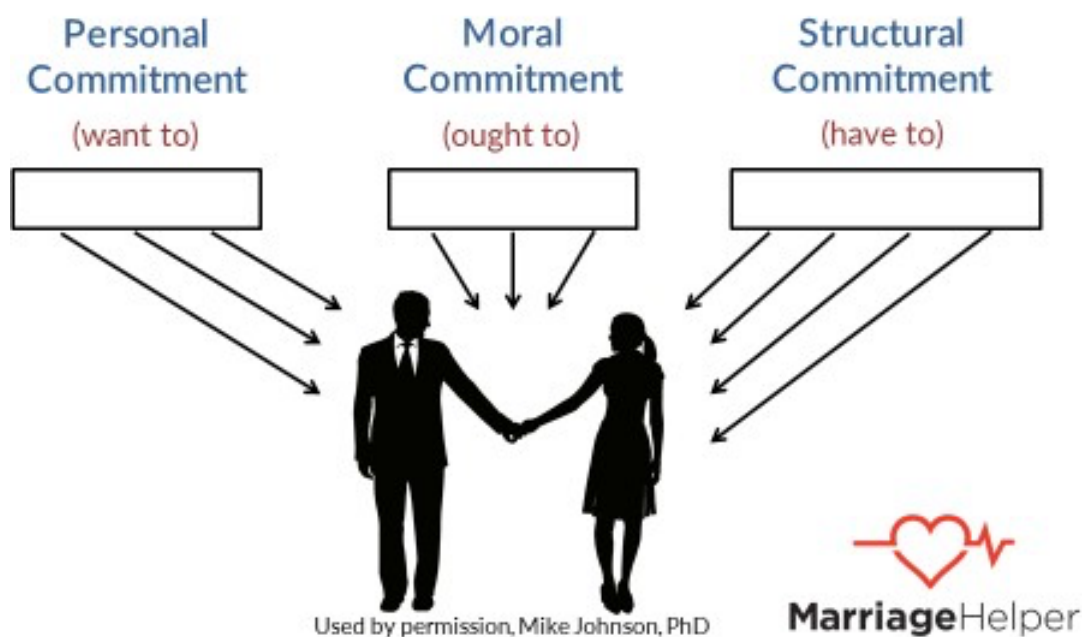 Personal
Commitment
(want to)
Moral
Commitment
(ought to)
Structural
Commitment
(have to)
Used by permission, Mike Johnson, PhD
MarriageHelper